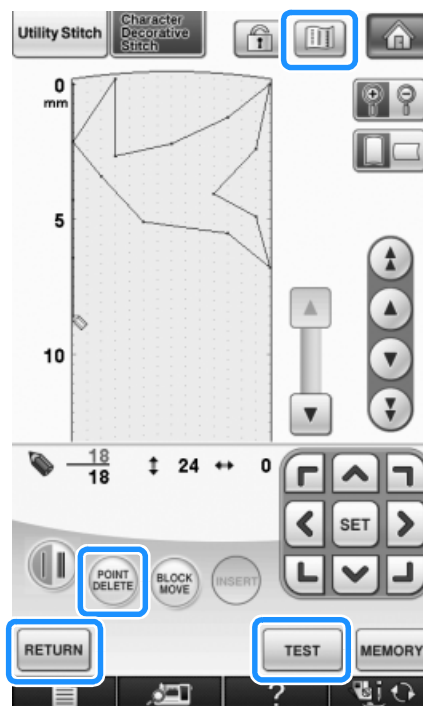 Utility Stitch
Character
Decorative
Stitch
0
mm
5
10
18
18
24
0
SET
POINT
DELETE
BLOCK
MOVE
INSERT
RETURN
TEST
MEMORY
?